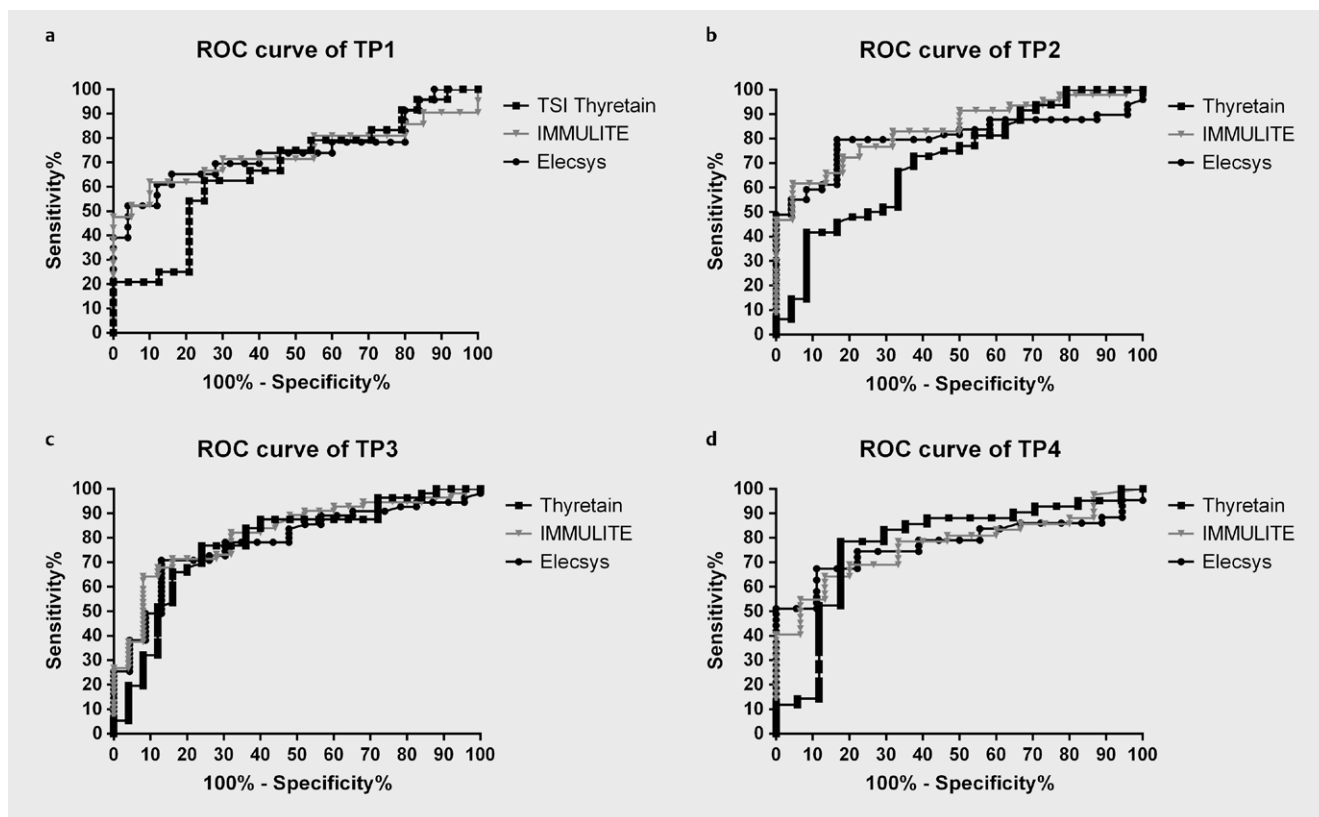 a
ROC curve of TP1
Sensitivity%
100
90
80
70
60
50
40
30
20
10
0
0 10 20 30 40 50 60 70 80 90 100
100% - Specificity%
TSI Thyretain
IMMULITE
Elecsys
b
ROC curve of TP2
Sensitivity%
100
90
80
70
60
50
40
30
20
10
0
0 10 20 30 40 50 60 70 80 90 100
100% - Specificity%
Thyretain
IMMULITE
Elecsys
c
ROC curve of TP3
Sensitivity%
100
90
80
70
60
50
40
30
20
10
0
0 10 20 30 40 50 60 70 80 90 100
100% - Specificity%
Thyretain
IMMULITE
Elecsys
d
ROC curve of TP4
Sensitivity%
100
90
80
70
60
50
40
30
20
10
0
0 10 20 30 40 50 60 70 80 90 100
100% - Specificity%
Thyretain
IMMULITE
Elecsys